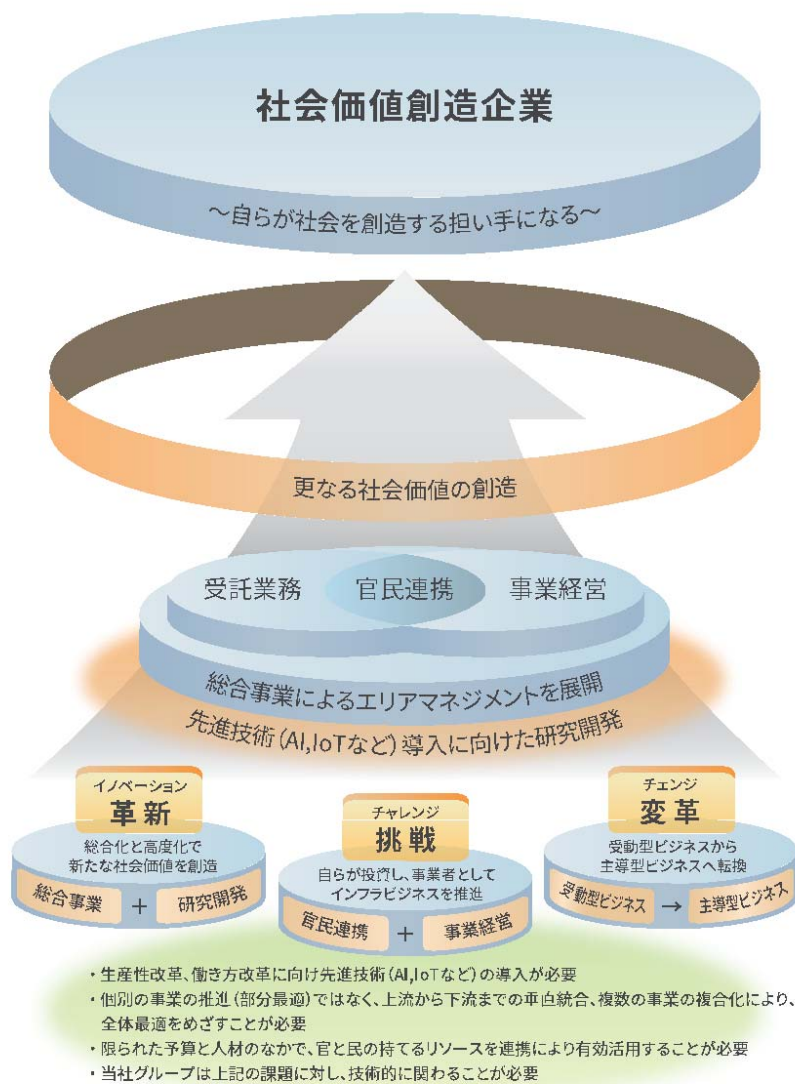 社会価値創造企業
～自らが社会を創造する担い手になる～
更なる社会価値の創造
受託業務
官民連携
事業経営
総合事業によるエリアマネジメントを展開
先進技術(AI,IoTなど)導入に向けた研究開発
イノベーション
革新
総合化と高度化で
新たな社会価値を創造
総合事業 + 研究開発
チャレンジ
挑戦
自らが投資し、事業者として
インフラビジネスを推進
官民連携 + 事業経営
チェンジ
変革
受動型ビジネスから
主導型ビジネスへ転換
受動型ビジネス → 主導型ビジネス
・生産性改革、働き方改革に向け先進技術(AI,IoTなど)の導入が必要
・個別の事業の推進(部分最適)ではなく、上流から下流までの垂直統合、複数の事業の複合化により、
全体最適をめざすことが必要
・限られた予算と人材のなかで、官と民の持てるリソースを連携により有効活用することが必要
・当社グループは上記の課題に対し、技術的に関わることが必要